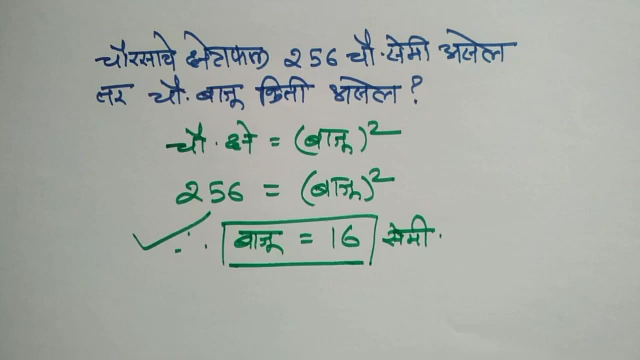 चौरसाचे क्षेत्रफळ 256 चौ.सेमी असेल
तर चौ. बाजू किती असेल?
चौ. क्षे = (बाजू)²
256 = (बाजू)²
∴ बाजू = 16 सेमी.